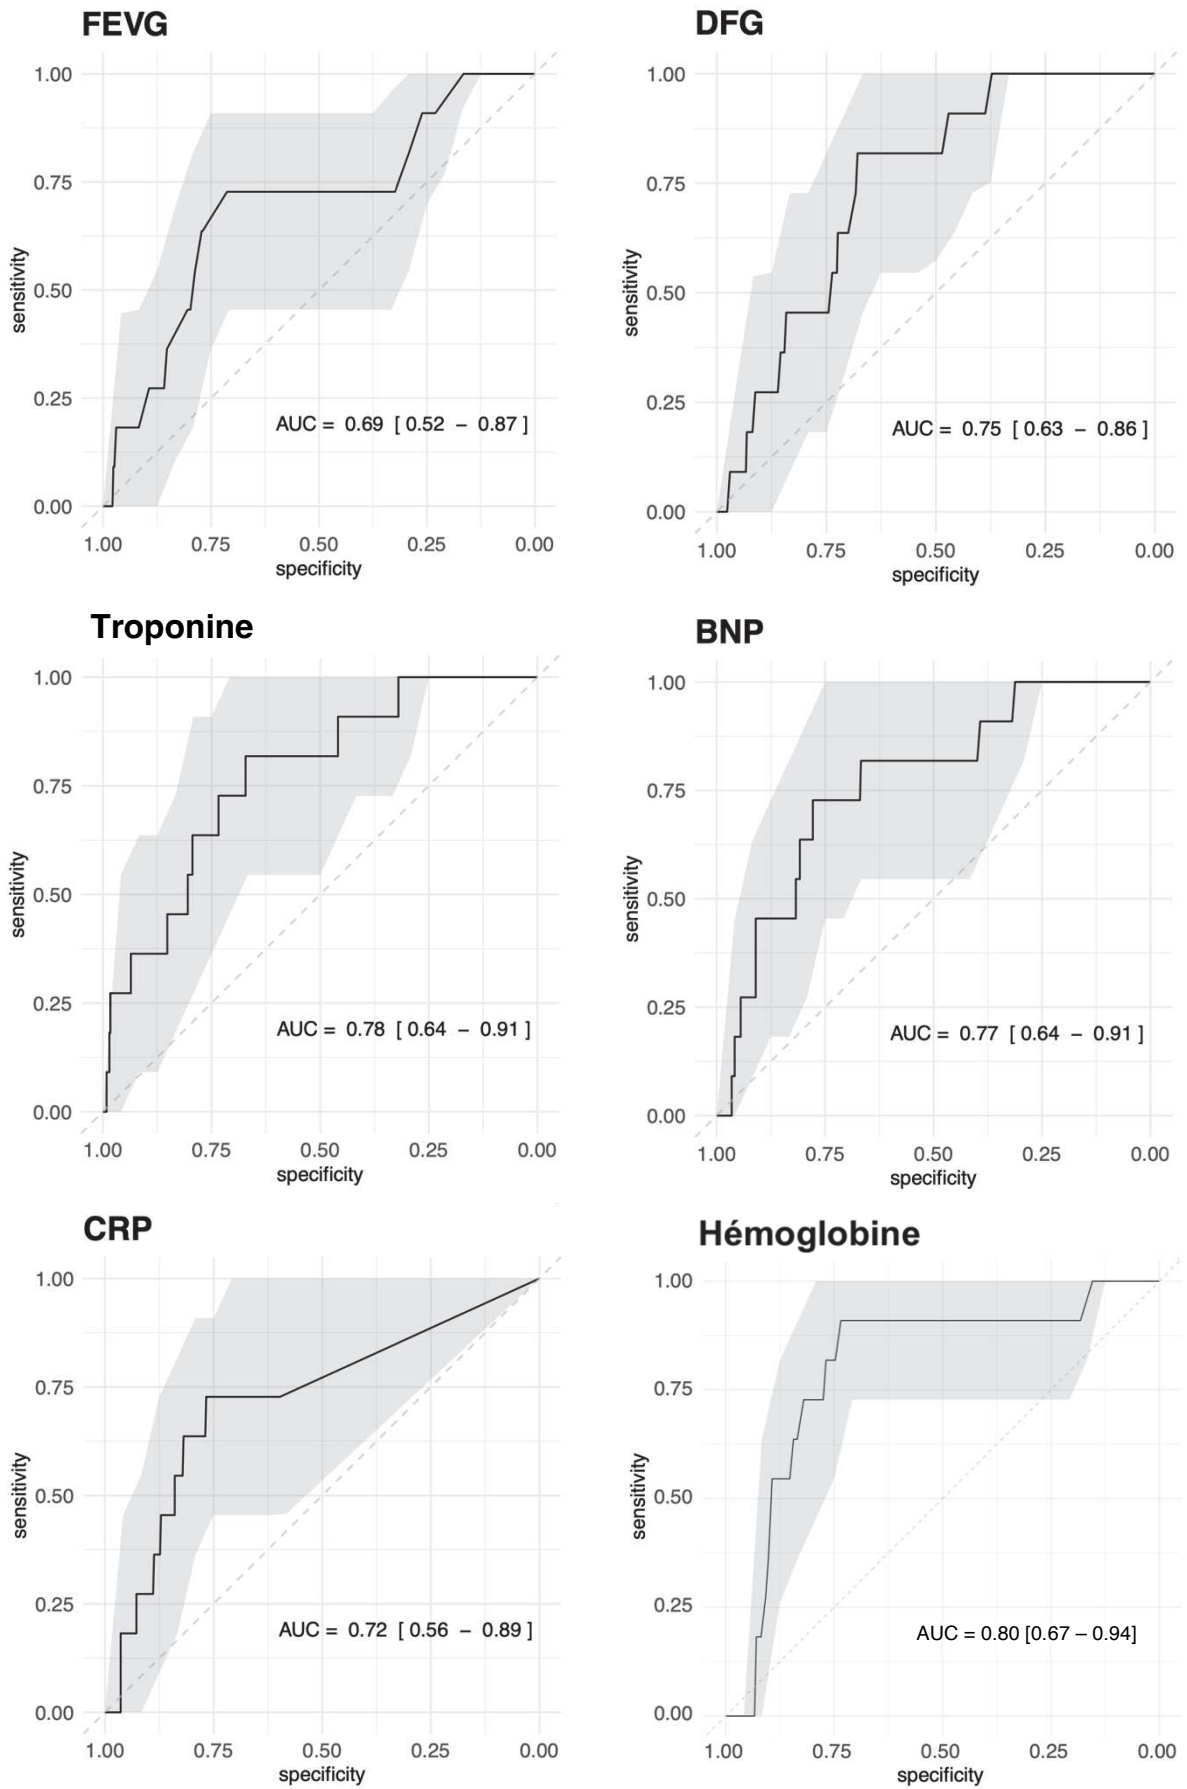 FEVG
1.00
0.75
0.50
0.25
0.00
sensitivity
AUC = 0.69 [ 0.52 – 0.87 ]
1.00 0.75 0.50 0.25 0.00
specificity
DFG
1.00
0.75
0.50
0.25
0.00
sensitivity
AUC = 0.75 [ 0.63 – 0.86 ]
1.00 0.75 0.50 0.25 0.00
specificity
Troponine
1.00
0.75
0.50
0.25
0.00
sensitivity
AUC = 0.78 [ 0.64 – 0.91 ]
1.00 0.75 0.50 0.25 0.00
specificity
BNP
1.00
0.75
0.50
0.25
0.00
sensitivity
AUC = 0.77 [ 0.64 – 0.91 ]
1.00 0.75 0.50 0.25 0.00
specificity
CRP
1.00
0.75
0.50
0.25
0.00
sensitivity
AUC = 0.72 [ 0.56 – 0.89 ]
1.00 0.75 0.50 0.25 0.00
specificity
Hémoglobine
1.00
0.75
0.50
0.25
0.00
sensitivity
AUC = 0.80 [0.67 – 0.94]
1.00 0.75 0.50 0.25 0.00
specificity